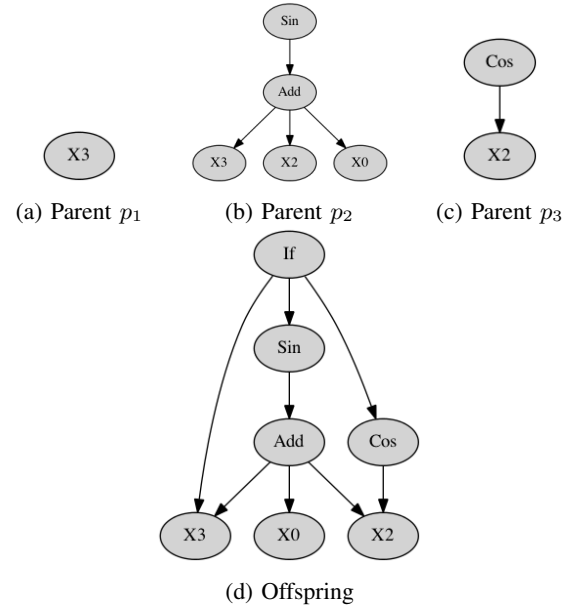 Sin
Cos
Add
X3
X3 X2 X0
X2
(a) Parent p₁ (b) Parent p₂ (c) Parent p₃
If
Sin
Add Cos
X3 X0 X2
(d) Offspring